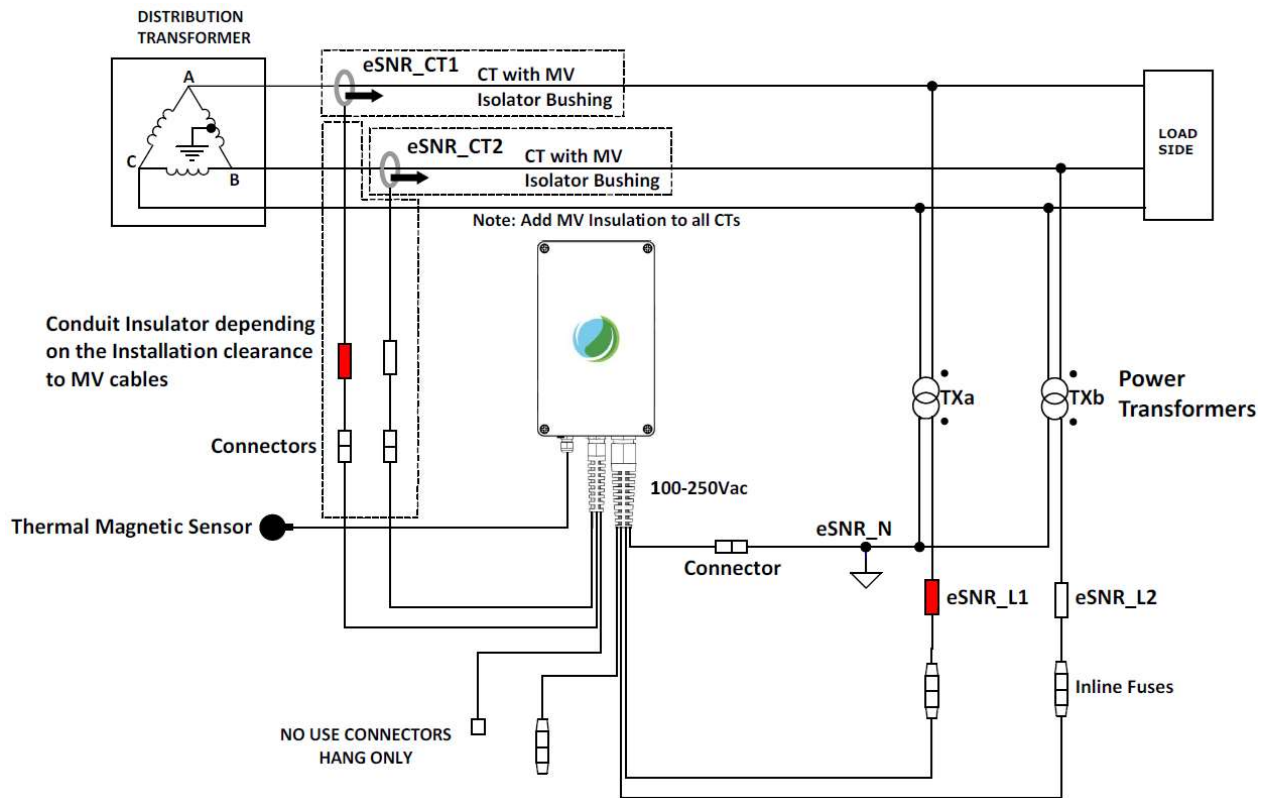 DISTRIBUTION
TRANSFORMER
A
C
B
eSNR_CT1
CT with MV
Isolator Bushing
eSNR_CT2
CT with MV
Isolator Bushing
LOAD
SIDE
Note: Add MV Insulation to all CTs
Conduit Insulator depending
on the Installation clearance
to MV cables
Connectors
TXa
TXb
Power
Transformers
100-250Vac
Thermal Magnetic Sensor
eSNR_N
Connector
eSNR_L1
eSNR_L2
Inline Fuses
NO USE CONNECTORS
HANG ONLY